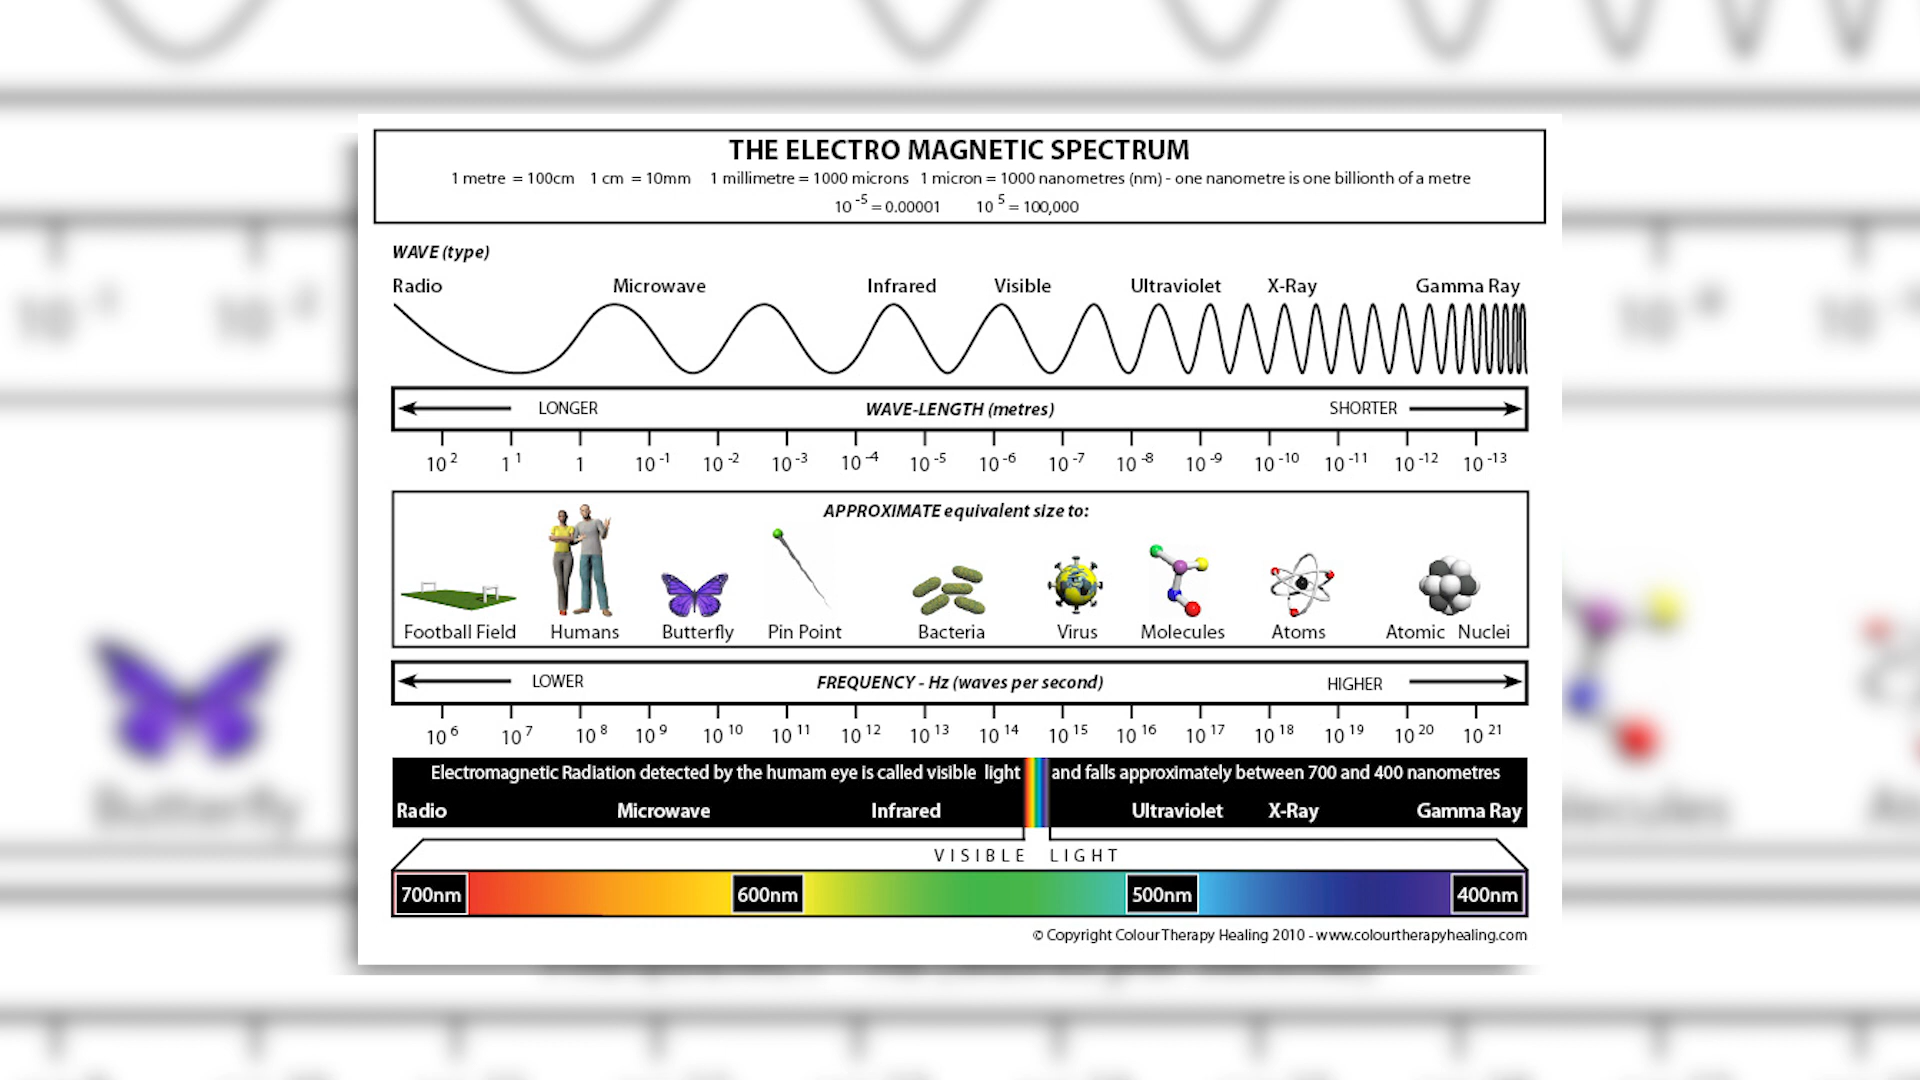 THE ELECTRO MAGNETIC SPECTRUM
1 metre = 100cm 1 cm = 10mm 1 millimetre = 1000 microns 1 micron = 1000 nanometres (nm) - one nanometre is one billionth of a metre
10 -5 = 0.00001 10 5 = 100,000
WAVE (type)
Radio Microwave Infrared Visible Ultraviolet X-Ray Gamma Ray
LONGER WAVE-LENGTH (metres) SHORTER
10 2 1 1 1 10 -1 10 -2 10 -3 10 -4 10 -5 10 -6 10 -7 10 -8 10 -9 10 -10 10 -11 10 -12 10 -13
APPROXIMATE equivalent size to:
Football Field Humans Butterfly Pin Point Bacteria Virus Molecules Atoms Atomic Nuclei
LOWER FREQUENCY - Hz (waves per second) HIGHER
10 6 10 7 10 8 10 9 10 10 10 11 10 12 10 13 10 14 10 15 10 16 10 17 10 18 10 19 10 20 10 21
Electromagnetic Radiation detected by the humam eye is called visible light and falls approximately between 700 and 400 nanometres
Radio Microwave Infrared Ultraviolet X-Ray Gamma Ray
VISIBLE LIGHT
700nm 600nm 500nm 400nm
© Copyright Colour Therapy Healing 2010 - www.colourtherapyhealing.com
Butterfly